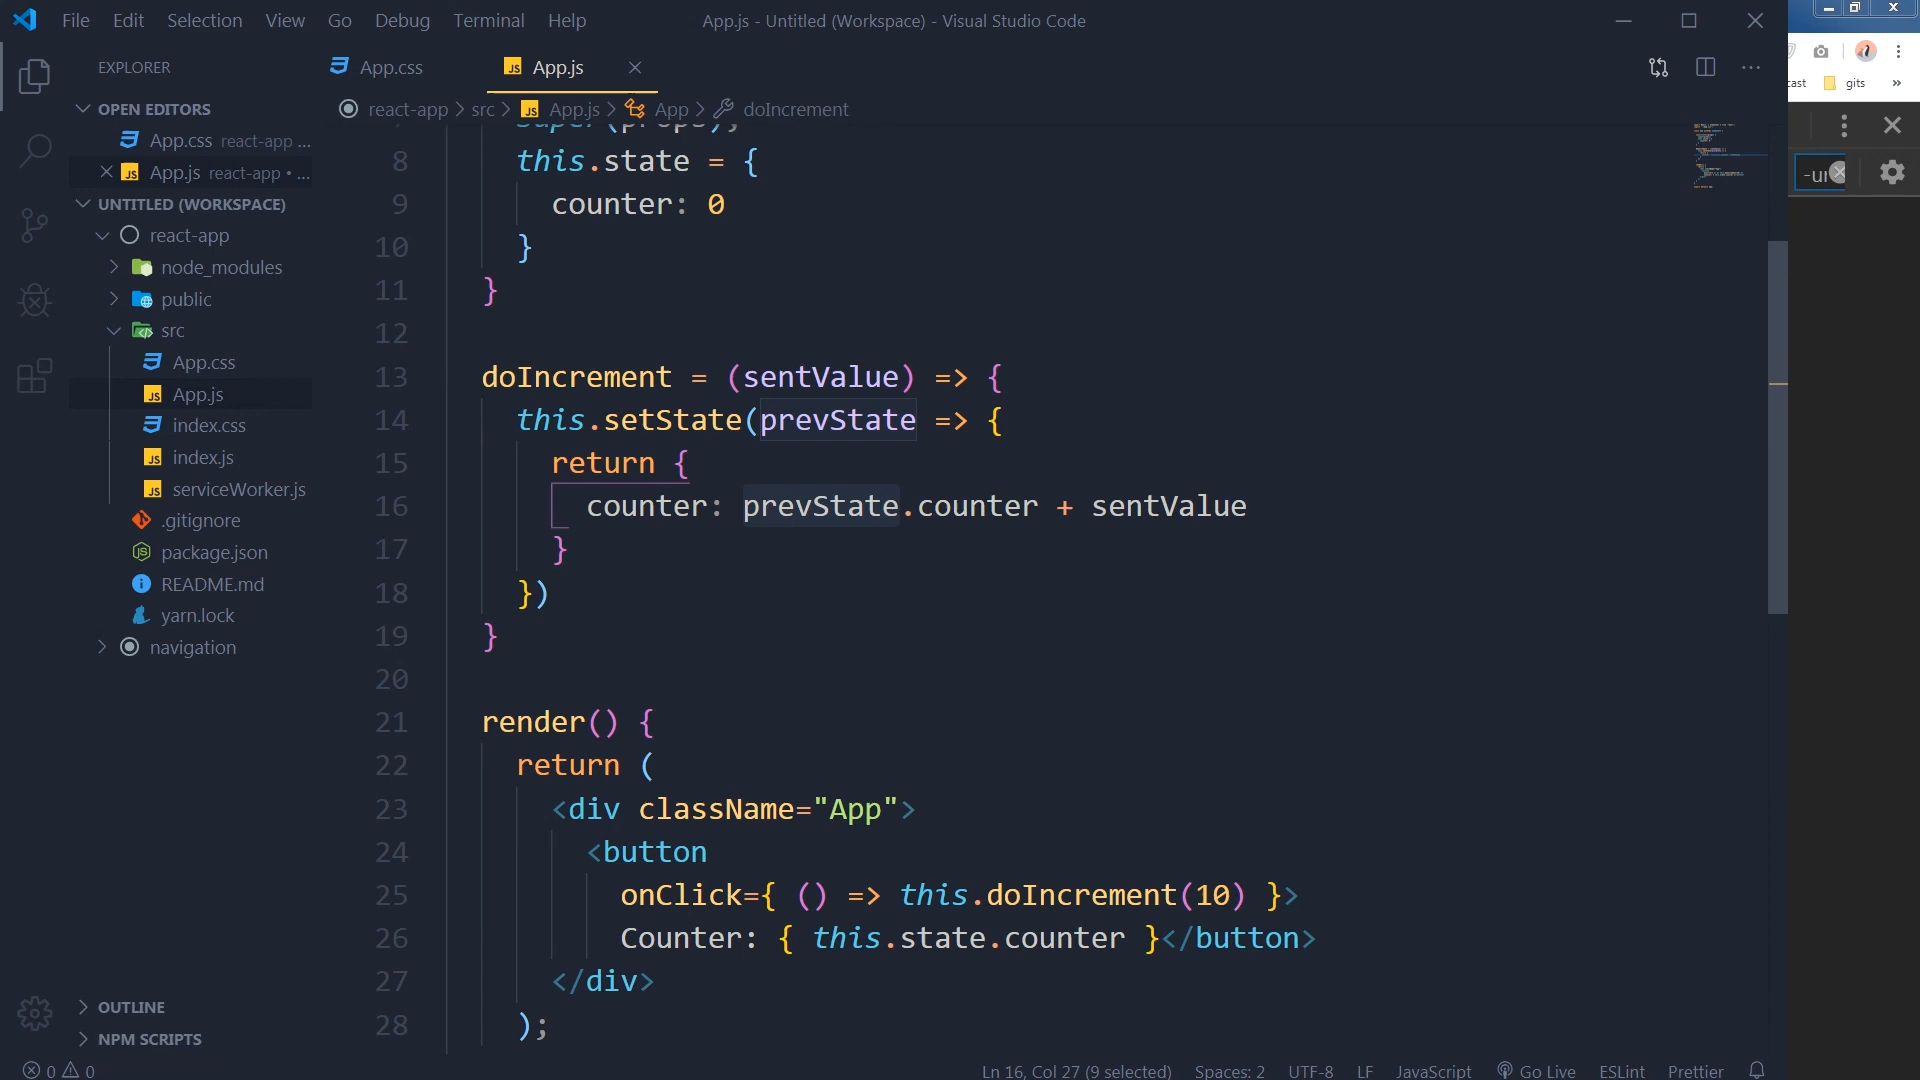 File Edit Selection View Go Debug Terminal Help
App.js - Untitled (Workspace) - Visual Studio Code
EXPLORER
App.css
App.js
OPEN EDITORS
App.css react-app ...
App.js react-app • ...
UNTITLED (WORKSPACE)
react-app
node_modules
public
src
App.css
App.js
index.css
index.js
serviceWorker.js
.gitignore
package.json
README.md
yarn.lock
navigation
OUTLINE
NPM SCRIPTS
react-app > src > App.js > App > doIncrement
super(props);
8 this.state = {
9 counter: 0
10 }
11 }
12
13 doIncrement = (sentValue) => {
14 this.setState(prevState => {
15 return {
16 counter: prevState.counter + sentValue
17 }
18 })
19 }
20
21 render() {
22 return (
23 <div className="App">
24 <button
25 onClick={ () => this.doIncrement(10) }>
26 Counter: { this.state.counter }</button>
27 </div>
28 );
cast gits »
-ur
0 0
Ln 16, Col 27 (9 selected) Spaces: 2 UTF-8 LF JavaScript Go Live ESLint Prettier